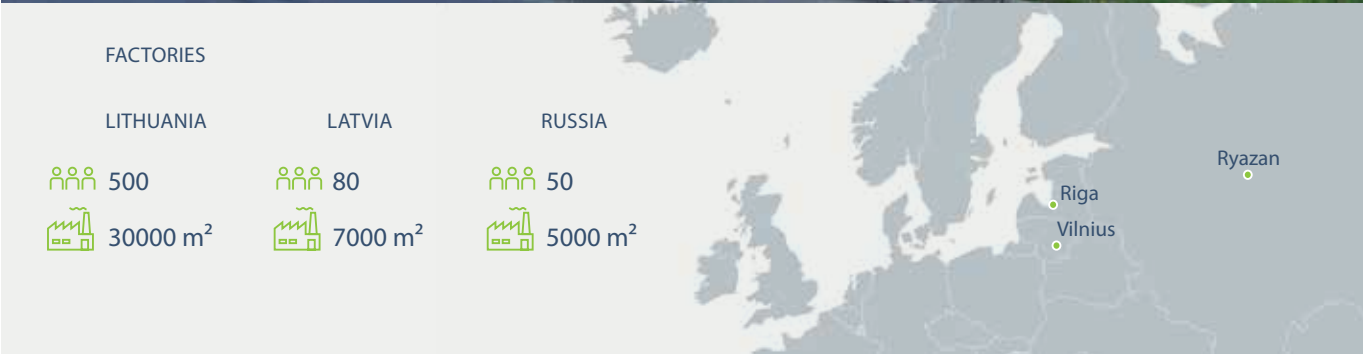 FACTORIES
LITHUANIA LATVIA RUSSIA
500 80 50
30000 m² 7000 m² 5000 m²
Ryazan
Riga
Vilnius